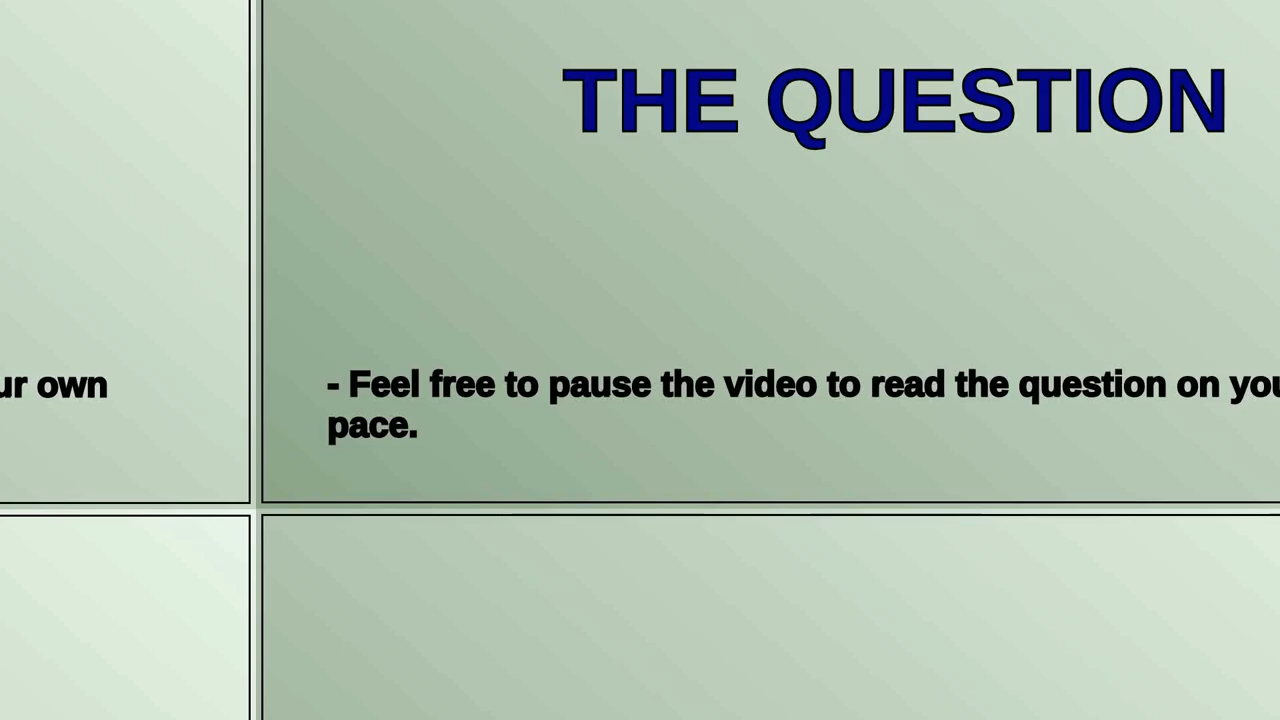 THE QUESTION
ur own
- Feel free to pause the video to read the question on you
pace.